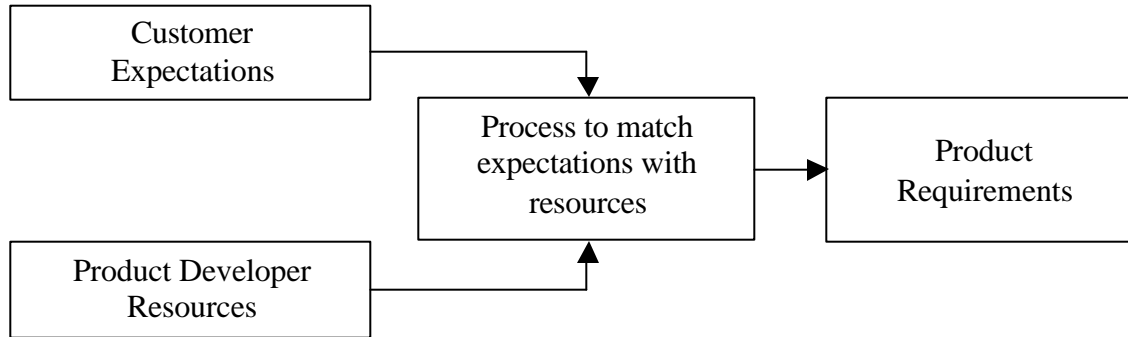 Customer
Expectations
Process to match
expectations with
resources
Product
Requirements
Product Developer
Resources